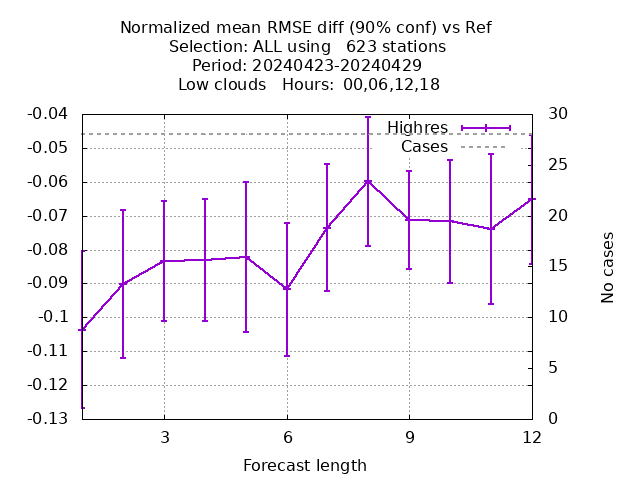 Normalized mean RMSE diff (90% conf) vs Ref
Selection: ALL using   623 stations
Period: 20240423-20240429
Low clouds   Hours:  00,06,12,18
Highres
Cases
-0.04
-0.05
-0.06
-0.07
-0.08
-0.09
-0.1
-0.11
-0.12
-0.13
30
25
20
15
10
5
0
No cases
3 6 9 12
Forecast length